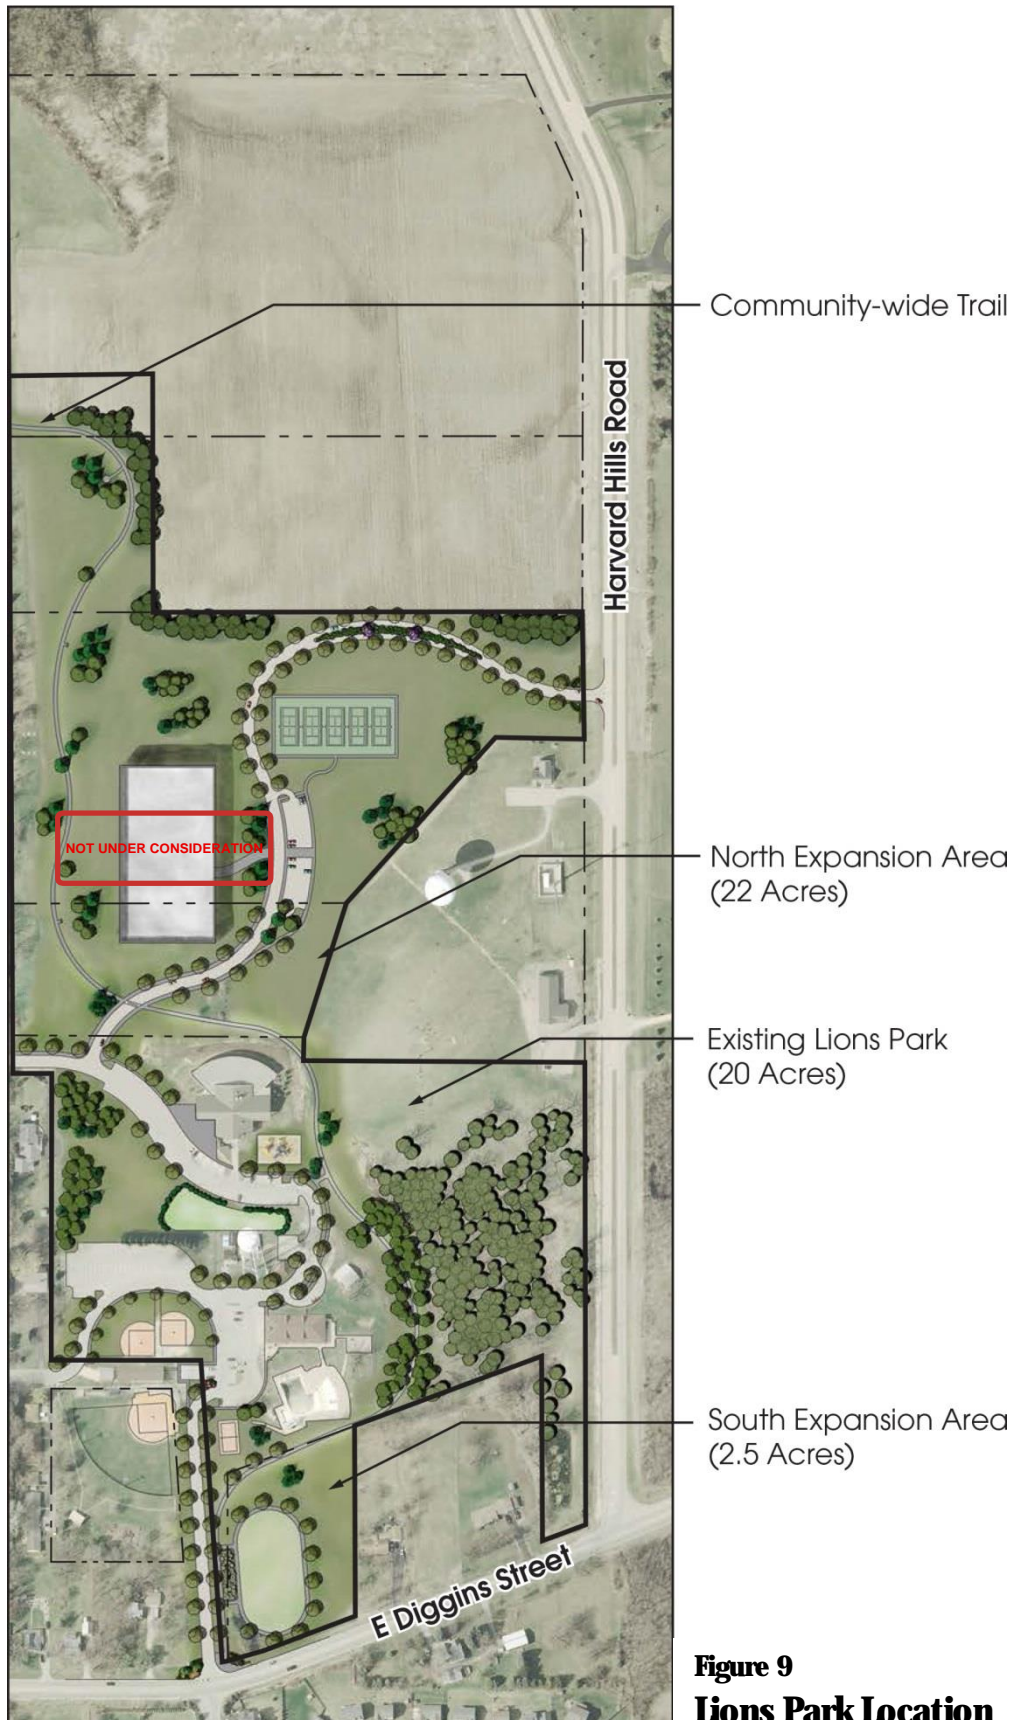 Community-wide Trail
Harvard Hills Road
NOT UNDER CONSIDERATION
North Expansion Area
(22 Acres)
Existing Lions Park
(20 Acres)
South Expansion Area
(2.5 Acres)
E Diggins Street
Figure 9
Lions Park Location